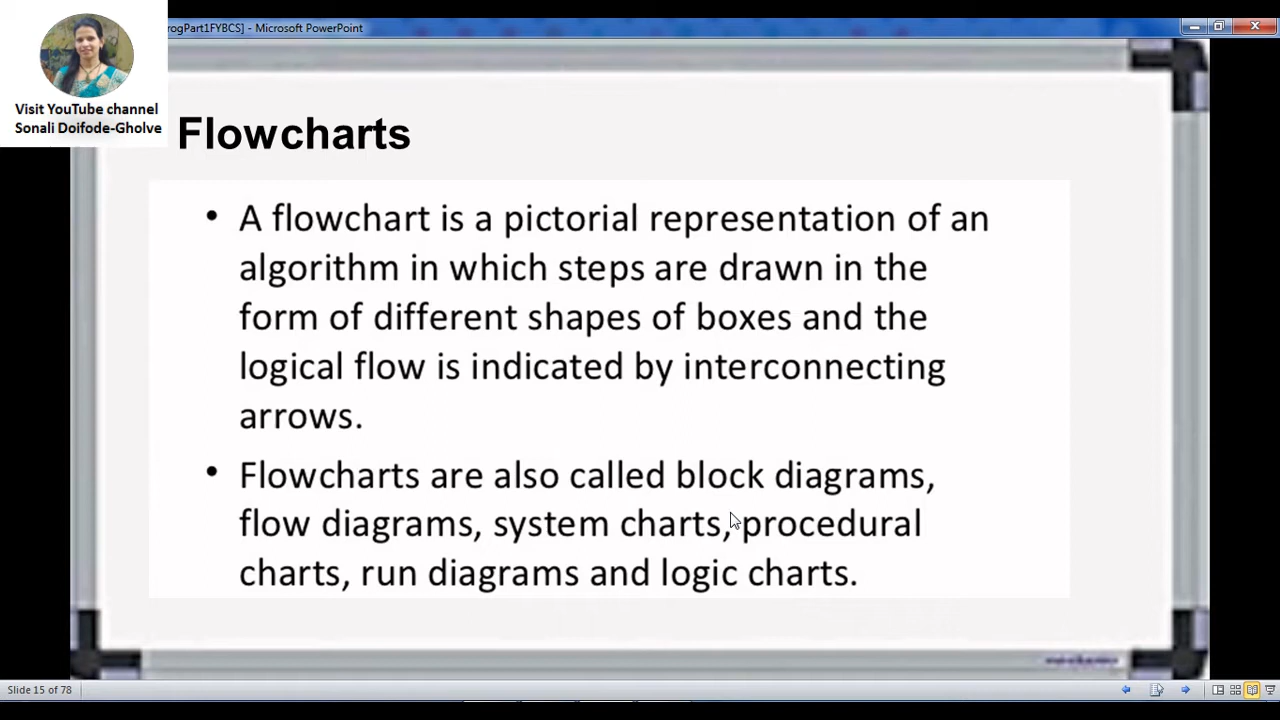 rogPart1FYBCS] - Microsoft PowerPoint
Visit YouTube channel
Sonali Doifode-Gholve
Flowcharts
• A flowchart is a pictorial representation of an
algorithm in which steps are drawn in the
form of different shapes of boxes and the
logical flow is indicated by interconnecting
arrows.
• Flowcharts are also called block diagrams,
flow diagrams, system charts, procedural
charts, run diagrams and logic charts.
Slide 15 of 78